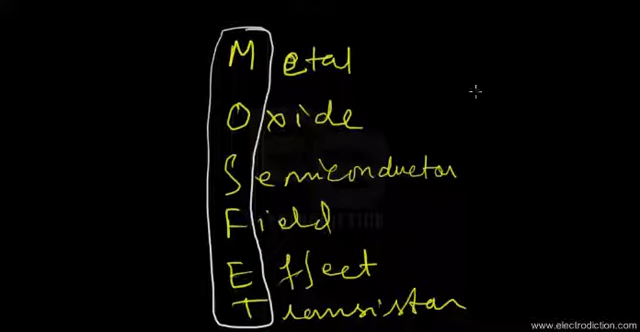 Metal
Oxide
Semiconductor
Field
Effect
Transistor
www.electrodiction.com